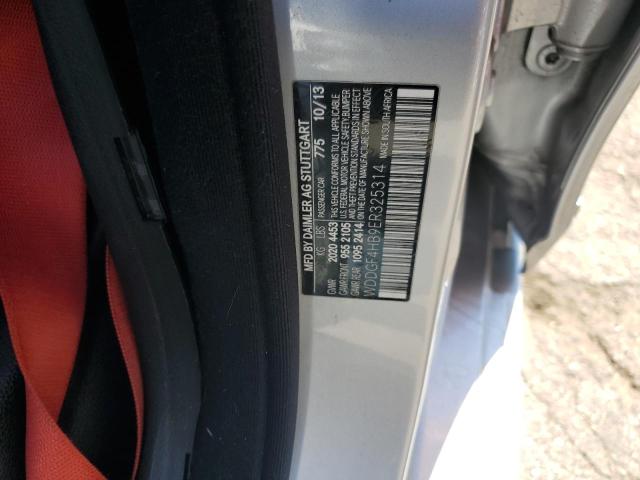 MFD BY DAIMLER AG STUTTGART
KG LBS PASSENGER CAR 775 10/13
GVWR 2020 4453 THIS VEHICLE CONFORMS TO ALL APPLICABLE
GAWR FRONT 955 2105 U.S. FEDERAL MOTOR VEHICLE SAFETY, BUMPER
GAWR REAR 1095 2414 AND THEFT PREVENTION STANDARDS IN EFFECT
ON THE DATE OF MANUFACTURE SHOWN ABOVE
WDDGF4HB9ER325314 MADE IN SOUTH AFRICA